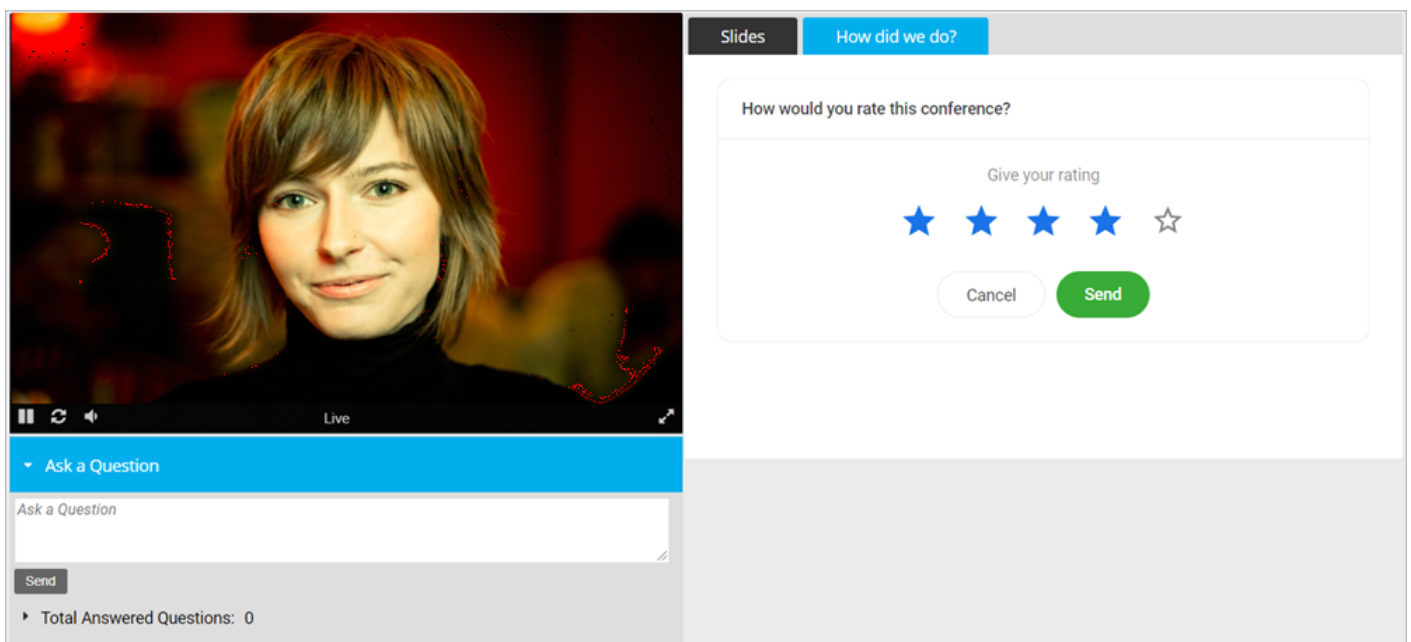 Slides
How did we do?
How would you rate this conference?
Give your rating
Cancel
Send
Live
Ask a Question
Ask a Question
Send
Total Answered Questions: 0